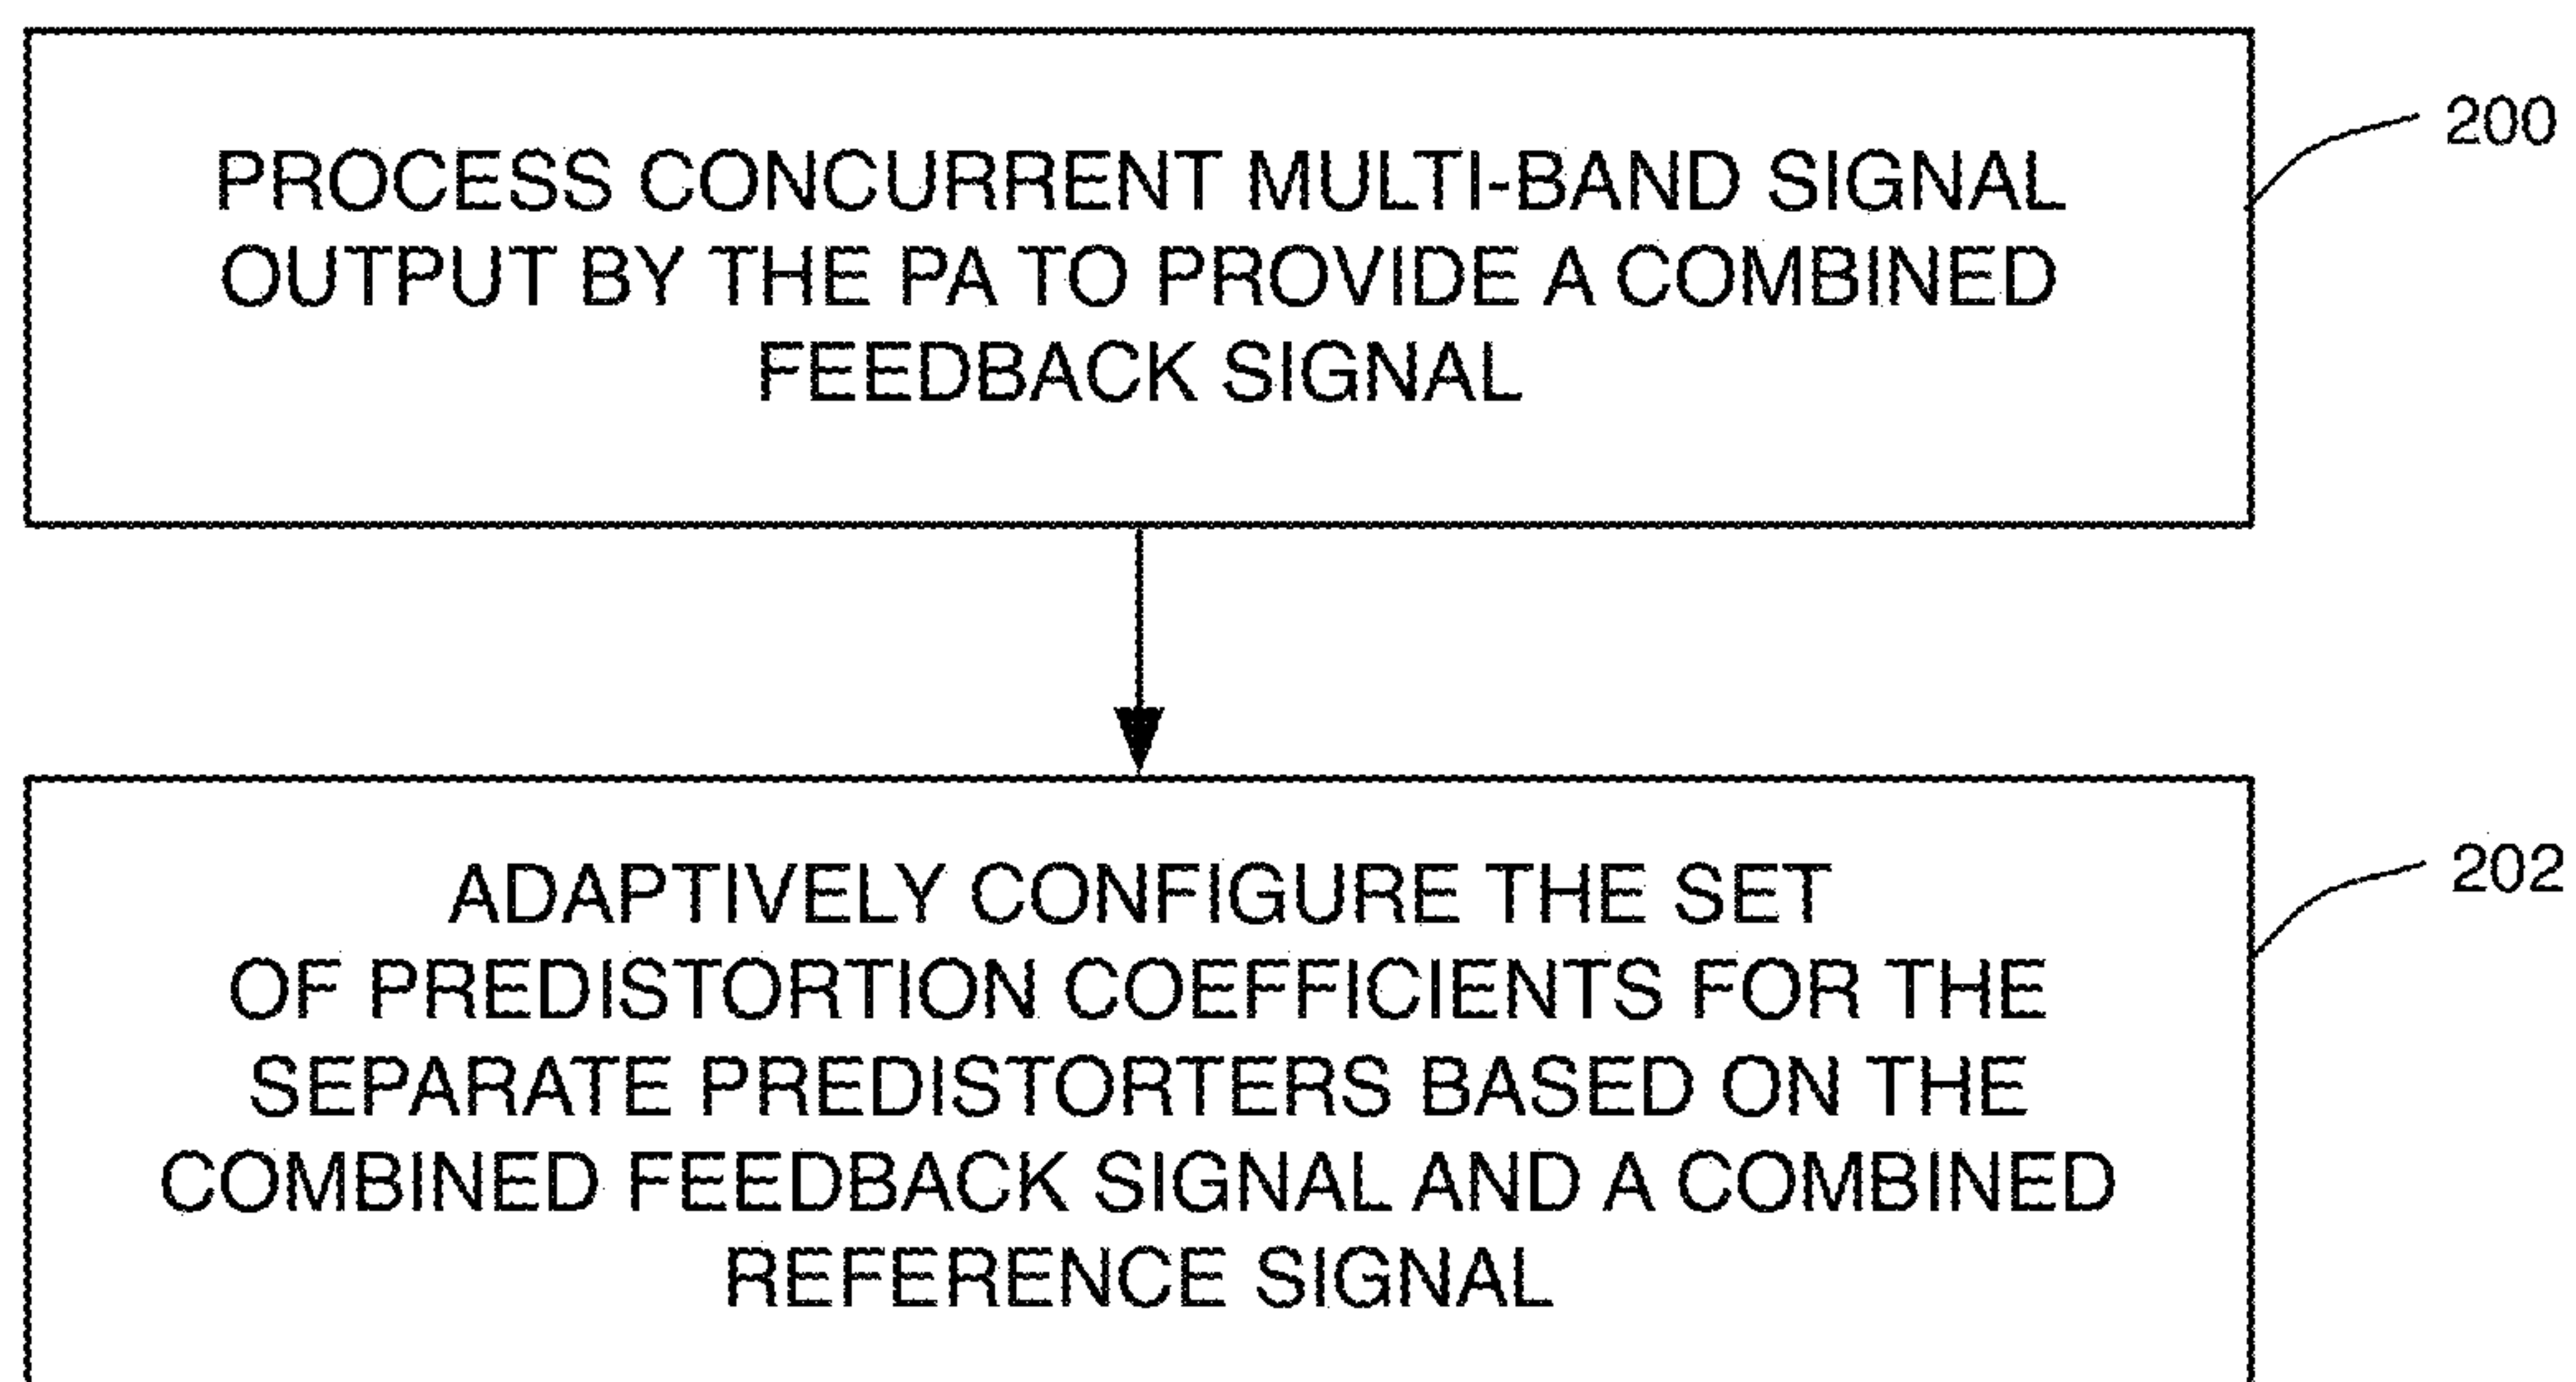 PROCESS CONCURRENT MULTI-BAND SIGNAL
OUTPUT BY THE PA TO PROVIDE A COMBINED
FEEDBACK SIGNAL
200
ADAPTIVELY CONFIGURE THE SET
OF PREDISTORTION COEFFICIENTS FOR THE
SEPARATE PREDISTORTERS BASED ON THE
COMBINED FEEDBACK SIGNAL AND A COMBINED
REFERENCE SIGNAL
202